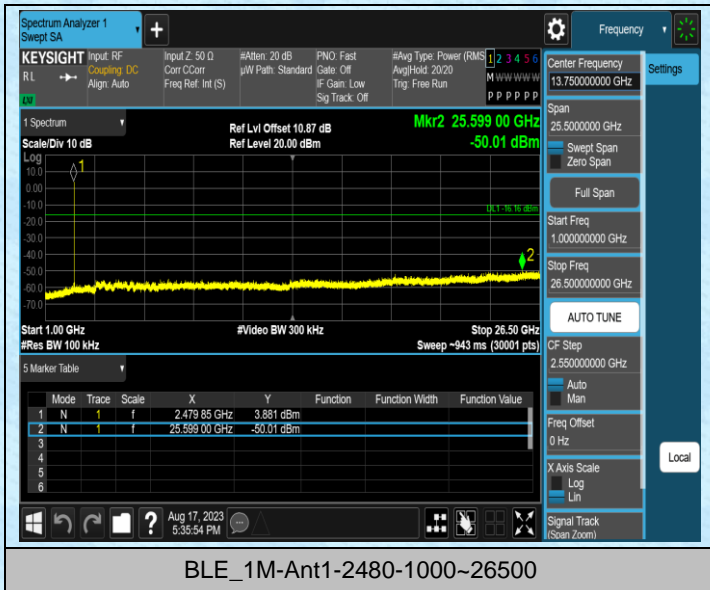 Spectrum Analyzer 1
Swept SA
+
Frequency
KEYSIGHT Input: RF Input Z: 50 Ω #Atten: 20 dB PNO: Fast #Avg Type: Power (RMS 1 2 3 4 5 6
RL Coupling: DC Corr CCorr µW Path: Standard Gate: Off Avg|Hold: 20/20 M W W W W W
Align: Auto Freq Ref: Int (S) IF Gain: Low Trig: Free Run
Sig Track: Off P P P P P P
LXI
Center Frequency
13.750000000 GHz
Settings
Span
25.5000000 GHz
Swept Span
Zero Span
Full Span
Start Freq
1.000000000 GHz
Stop Freq
26.500000000 GHz
AUTO TUNE
CF Step
2.550000000 GHz
Auto
Man
Freq Offset
0 Hz
X Axis Scale
Log
Lin
Local
Signal Track
(Span Zoom)
1 Spectrum
Ref Lvl Offset 10.87 dB Mkr2 25.599 00 GHz
Scale/Div 10 dB Ref Level 20.00 dBm -50.01 dBm
Log
10.0
0.00
-10.0
-20.0
-30.0
-40.0
-50.0
-60.0
-70.0
1
DL1 -16.16 dBm
2
Start 1.00 GHz #Video BW 300 kHz Stop 26.50 GHz
#Res BW 100 kHz Sweep ~943 ms (30001 pts)
5 Marker Table
Mode Trace Scale X Y Function Function Width Function Value
1 N 1 f 2.479 85 GHz 3.881 dBm
2 N 1 f 25.599 00 GHz -50.01 dBm
3
4
5
6
? Aug 17, 2023
5:35:54 PM
BLE_1M-Ant1-2480-1000~26500